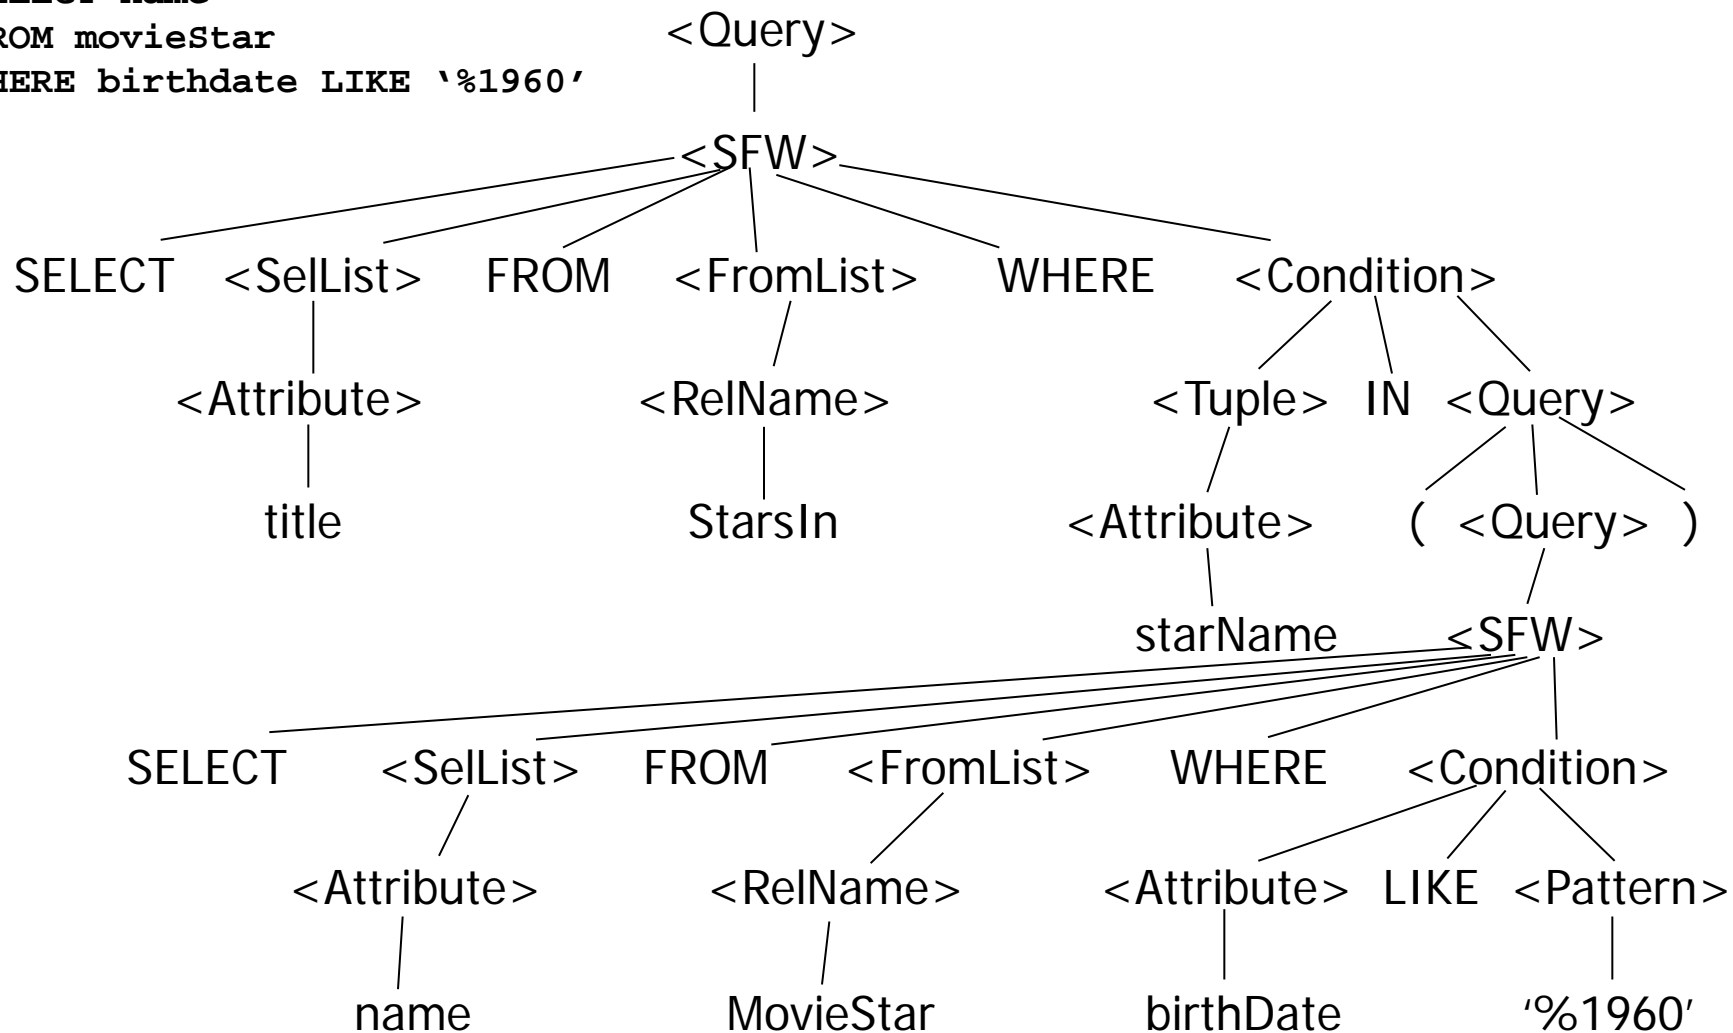 name
FROM movieStar
WHERE birthdate LIKE ‘%1960’
<Query>
<SFW>
SELECT <SelList> FROM <FromList> WHERE <Condition>
<Attribute> <RelName> <Tuple> IN <Query>
title StarsIn <Attribute> ( <Query> )
starName <SFW>
SELECT <SelList> FROM <FromList> WHERE <Condition>
<Attribute> <RelName> <Attribute> LIKE <Pattern>
name MovieStar birthDate ‘%1960’